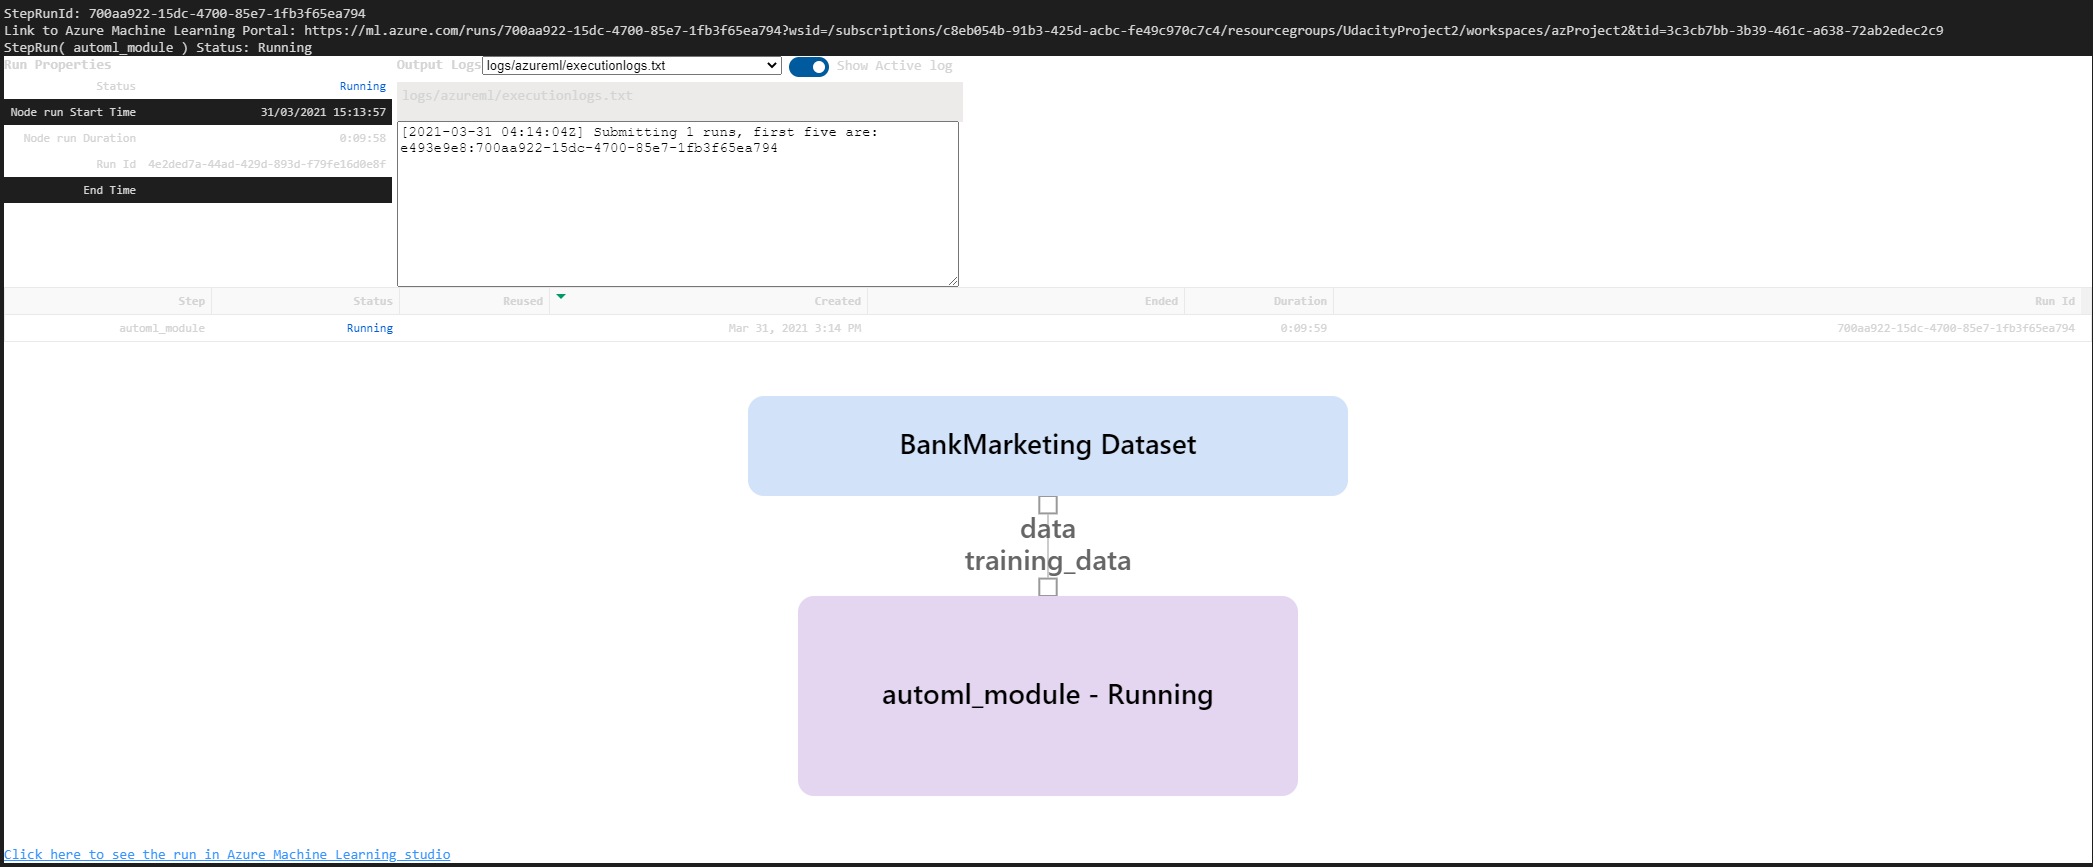 StepRunId: 700aa922-15dc-4700-85e7-1fb3f65ea794
Link to Azure Machine Learning Portal: https://ml.azure.com/runs/700aa922-15dc-4700-85e7-1fb3f65ea794?wsid=/subscriptions/c8eb054b-91b3-425d-acbc-fe49c970c7c4/resourcegroups/UdacityProject2/workspaces/azProject2&tid=3c3cb7bb-3b39-461c-a638-72ab2edec2c9
StepRun( automl_module ) Status: Running
Run Properties
Status Running
Node run Start Time 31/03/2021 15:13:57
Node run Duration 0:09:58
Run Id 4e2ded7a-44ad-429d-893d-f79fe16d0e8f
End Time
Output Logs logs/azureml/executionlogs.txt Show Active log
logs/azureml/executionlogs.txt
[2021-03-31 04:14:04Z] Submitting 1 runs, first five are:
e493e9e8:700aa922-15dc-4700-85e7-1fb3f65ea794
Step Status Reused Created Ended Duration Run Id
automl_module Running Mar 31, 2021 3:14 PM 0:09:59 700aa922-15dc-4700-85e7-1fb3f65ea794
BankMarketing Dataset
data
training_data
automl_module - Running
Click here to see the run in Azure Machine Learning studio